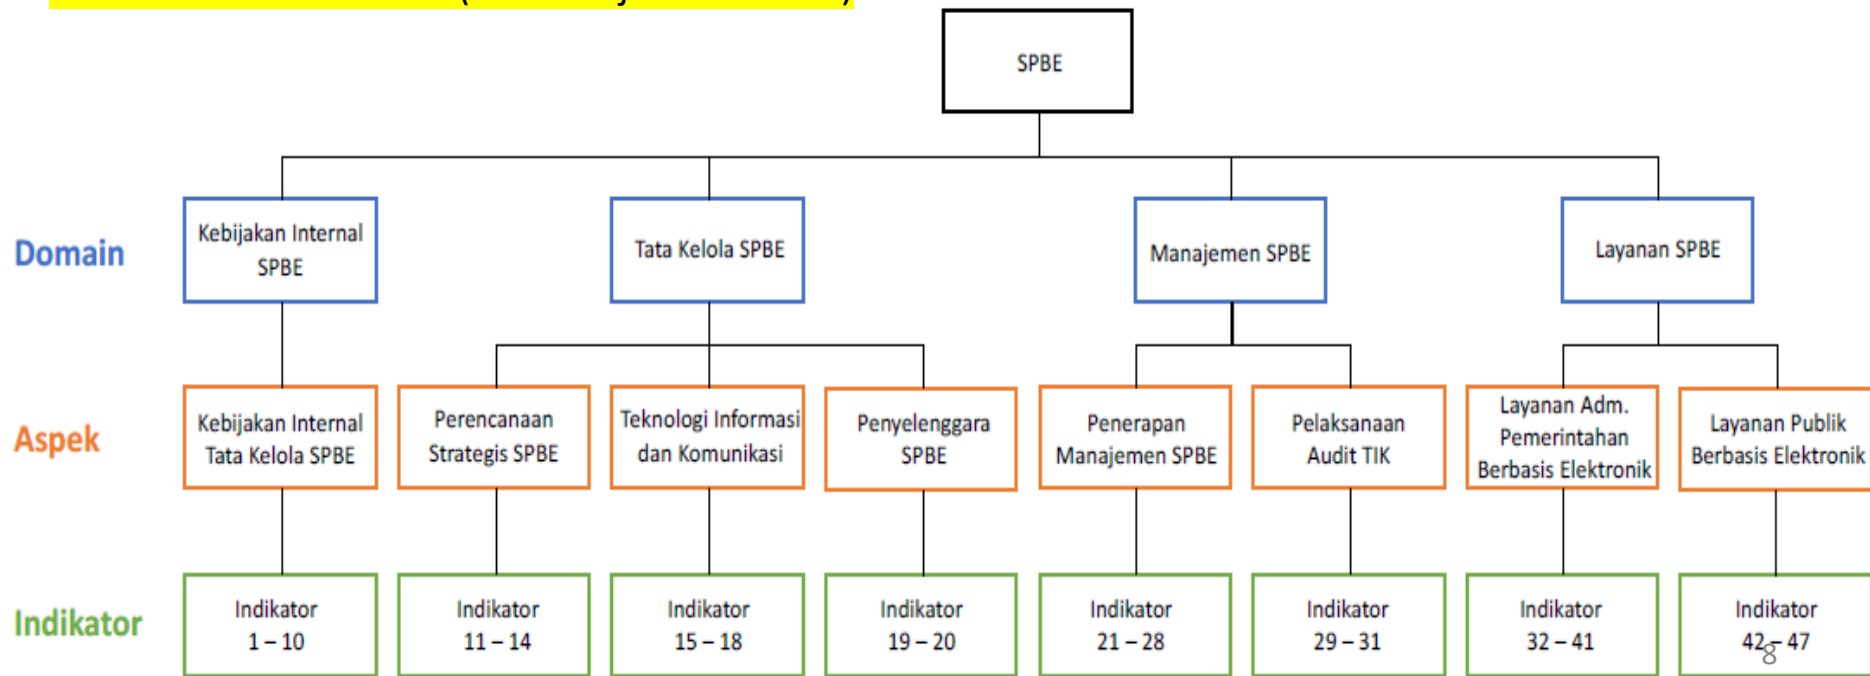 SPBE
Domain
Kebijakan Internal
SPBE
Tata Kelola SPBE
Manajemen SPBE
Layanan SPBE
Aspek
Kebijakan Internal
Tata Kelola SPBE
Perencanaan
Strategis SPBE
Teknologi Informasi
dan Komunikasi
Penyelenggara
SPBE
Penerapan
Manajemen SPBE
Pelaksanaan
Audit TIK
Layanan Adm.
Pemerintahan
Berbasis Elektronik
Layanan Publik
Berbasis Elektronik
Indikator
Indikator
1 – 10
Indikator
11 – 14
Indikator
15 – 18
Indikator
19 – 20
Indikator
21 – 28
Indikator
29 – 31
Indikator
32 – 41
Indikator
42 – 47
8